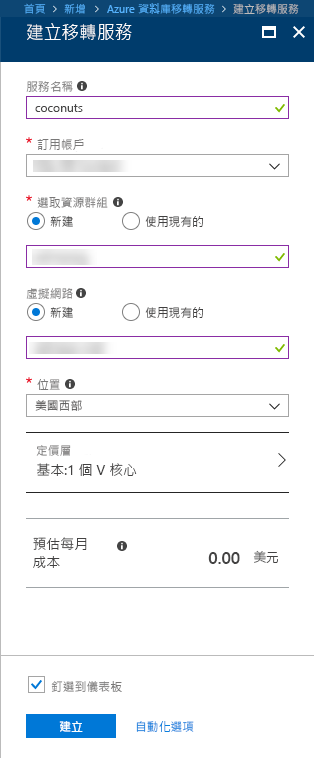 首頁 > 新增 > Azure 資料庫移轉服務 > 建立移轉服務
建立移轉服務
服務名稱
coconuts
* 訂用帳戶
* 選取資源群組
新建 使用現有的
虛擬網路
新建 使用現有的
* 位置
美國西部
定價層
基本:1 個 V 核心
預估每月
成本
0.00 美元
釘選到儀表板
建立 自動化選項